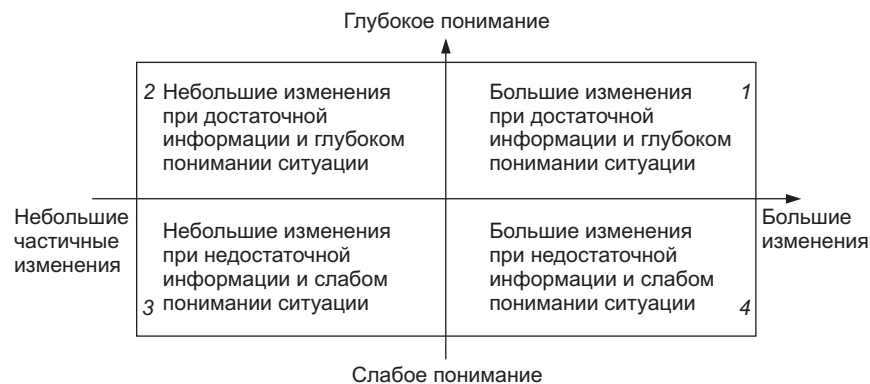 Глубокое понимание
2 Небольшие изменения
при достаточной
информации и глубоком
понимании ситуации
Большие изменения 1
при достаточной
информации и глубоком
понимании ситуации
Небольшие
частичные
изменения
Большие
изменения
Небольшие изменения
при недостаточной
информации и слабом
3 понимании ситуации
Большие изменения
при недостаточной
информации и слабом
понимании ситуации 4
Слабое понимание